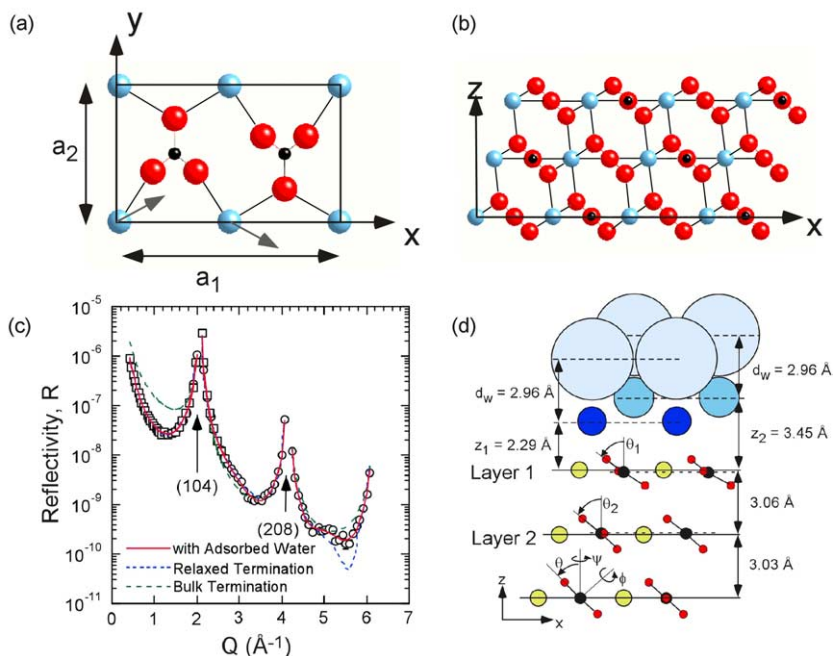 (a)
y
a2
x
a1
(b)
z
x
(c)
Reflectivity, R
10-5
10-6
10-7
10-8
10-9
10-10
10-11
(104)
(208)
with Adsorbed Water
Relaxed Termination
Bulk Termination
0 1 2 3 4 5 6 7
Q (Å-1)
(d)
dw = 2.96 Å
dw = 2.96 Å
z1 = 2.29 Å
z2 = 3.45 Å
θ1
Layer 1
θ2
3.06 Å
Layer 2
3.03 Å
θ ψ ϕ
z
x